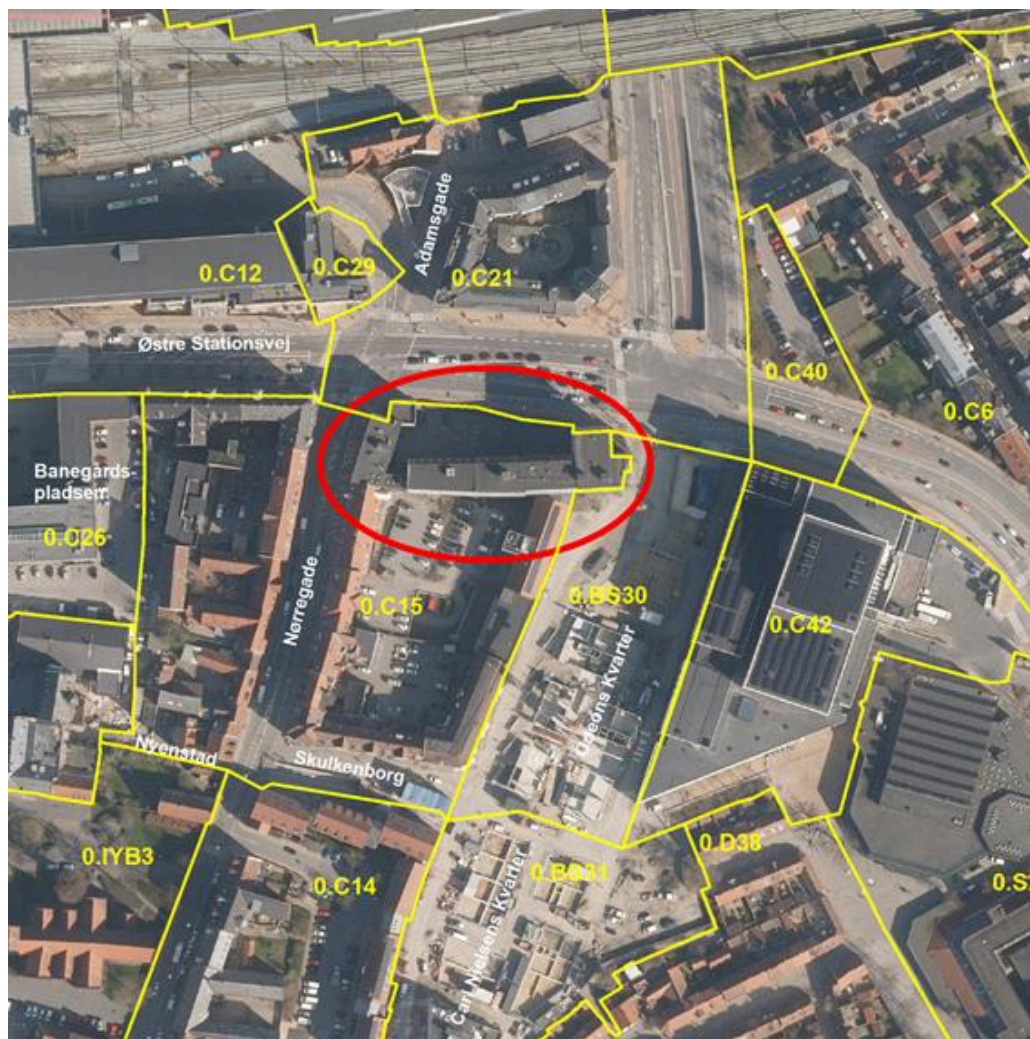 Ådamsgade
0.C12
0.C29
0.C21
Østre Stationsvej
0.C40
0.C6
Banegårds-
pladsen
0.C26
Nørregade
0.C15
0.BS30
0.C42
Odeons Kvarter
Nyenstad
Skulkenborg
0.IYB3
0.C14
0.BS31
0.D38
0.S
Carl Nielsens Kvarter